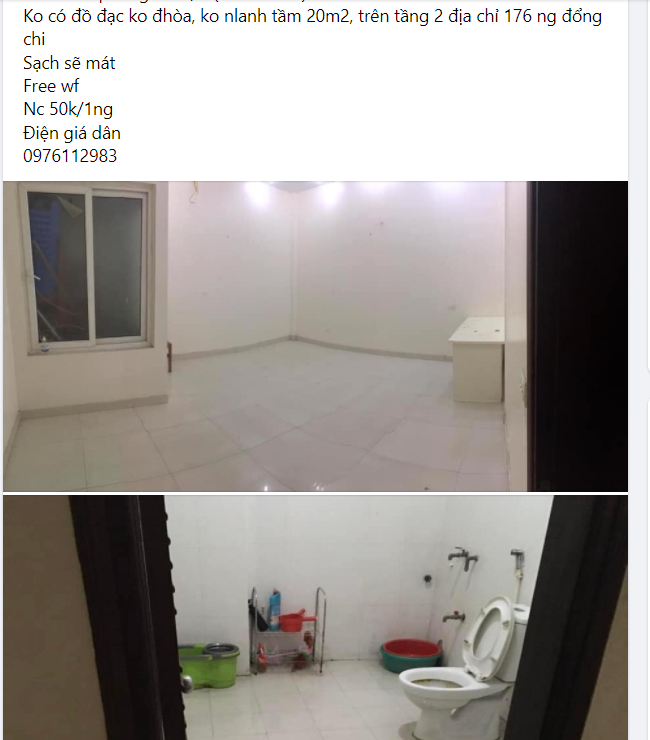 Ko có đồ đạc ko đhòa, ko nlanh tầm 20m2, trên tầng 2 địa chỉ 176 ng đổng
chi
Sạch sẽ mát
Free wf
Nc 50k/1ng
Điện giá dân
0976112983